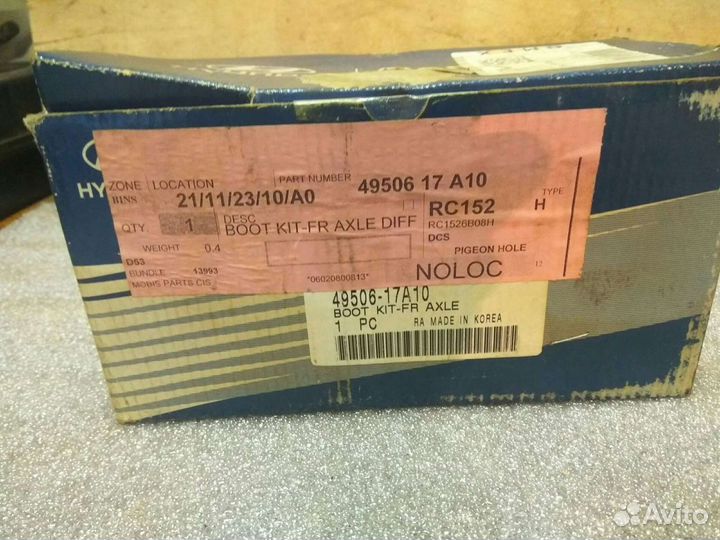 HY
ZONE LOCATION PART NUMBER 49506 17 A10 TYPE
BINS 21/11/23/10/A0 RC152 H
QTY 1 DESC BOOT KIT-FR AXLE DIFF RC1526B08H
DCS
WEIGHT 0.4 PIGEON HOLE
D53
BUNDLE 13993 NOLOC 12
MOBIS PARTS CIS *06020800813*
49506-17A10
BOOT KIT-FR AXLE
1 PC RA MADE IN KOREA
Avito